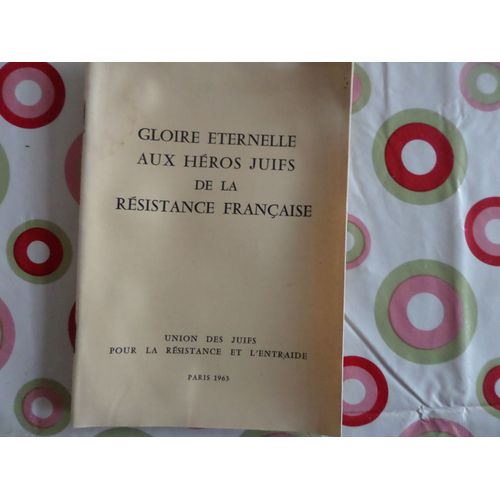 GLOIRE ETERNELLE
AUX HÉROS JUIFS
DE LA
RÉSISTANCE FRANÇAISE
UNION DES JUIFS
POUR LA RÉSISTANCE ET L'ENTRAIDE
PARIS 1963